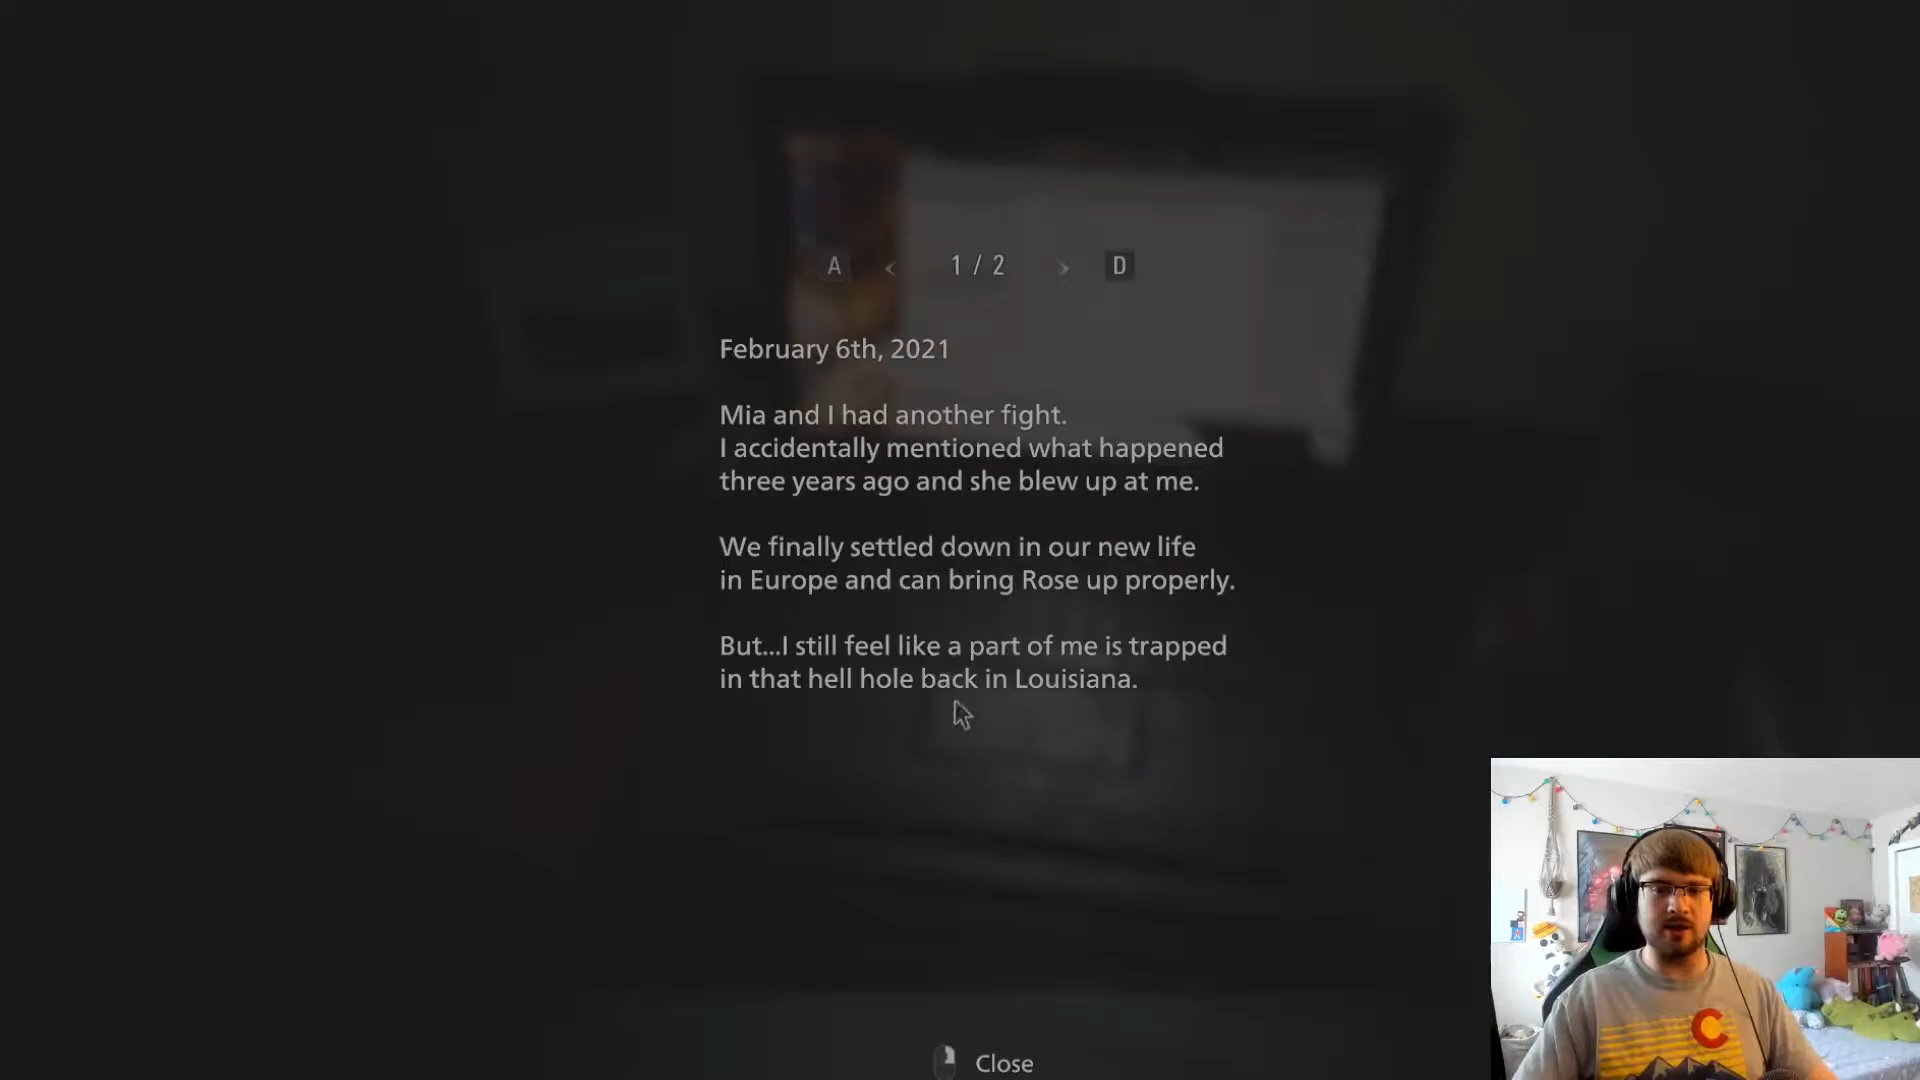 A < 1 / 2 > D
February 6th, 2021
Mia and I had another fight.
I accidentally mentioned what happened
three years ago and she blew up at me.
We finally settled down in our new life
in Europe and can bring Rose up properly.
But...I still feel like a part of me is trapped
in that hell hole back in Louisiana.
Close